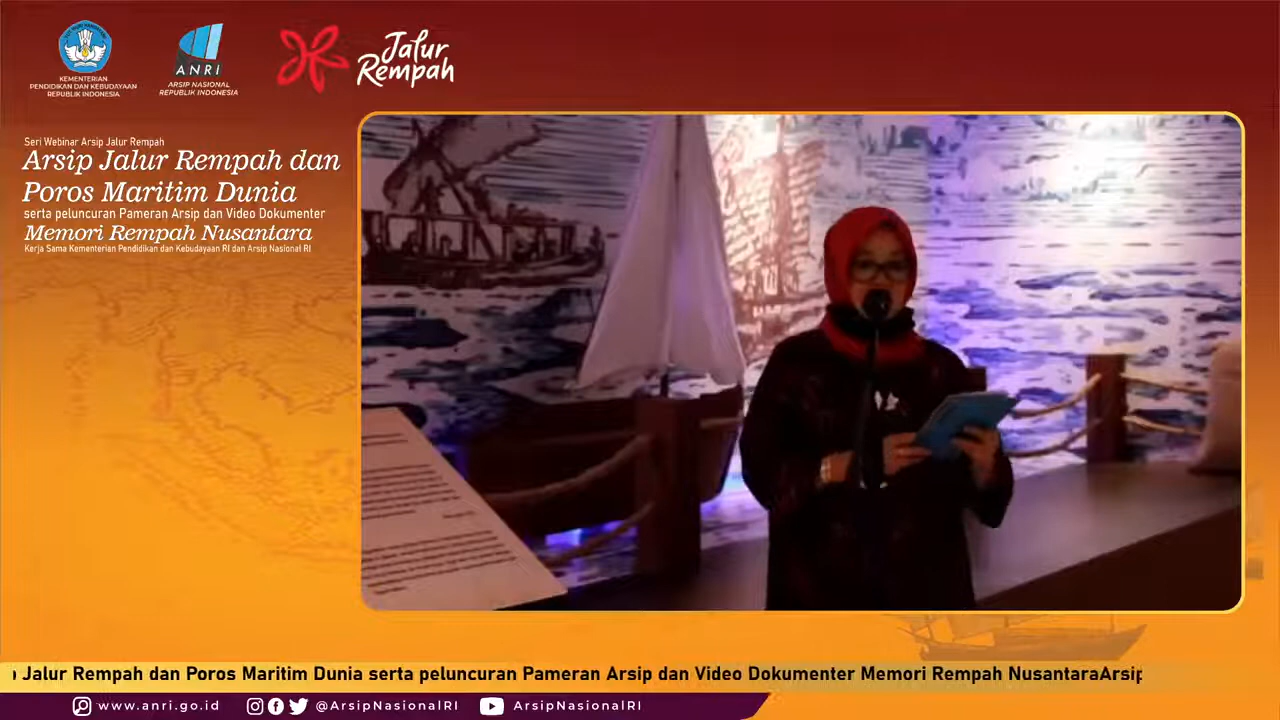 KEMENTERIAN
PENDIDIKAN DAN KEBUDAYAAN
REPUBLIK INDONESIA
ANRI
ARSIP NASIONAL
REPUBLIK INDONESIA
Jalur
Rempah
Seri Webinar Arsip Jalur Rempah
Arsip Jalur Rempah dan
Poros Maritim Dunia
serta peluncuran Pameran Arsip dan Video Dokumenter
Memori Rempah Nusantara
Kerja Sama Kementerian Pendidikan dan Kebudayaan RI dan Arsip Nasional RI
Jalur Rempah dan Poros Maritim Dunia serta peluncuran Pameran Arsip dan Video Dokumenter Memori Rempah NusantaraArsip
www.anri.go.id @ArsipNasionalRI ArsipNasionalRI